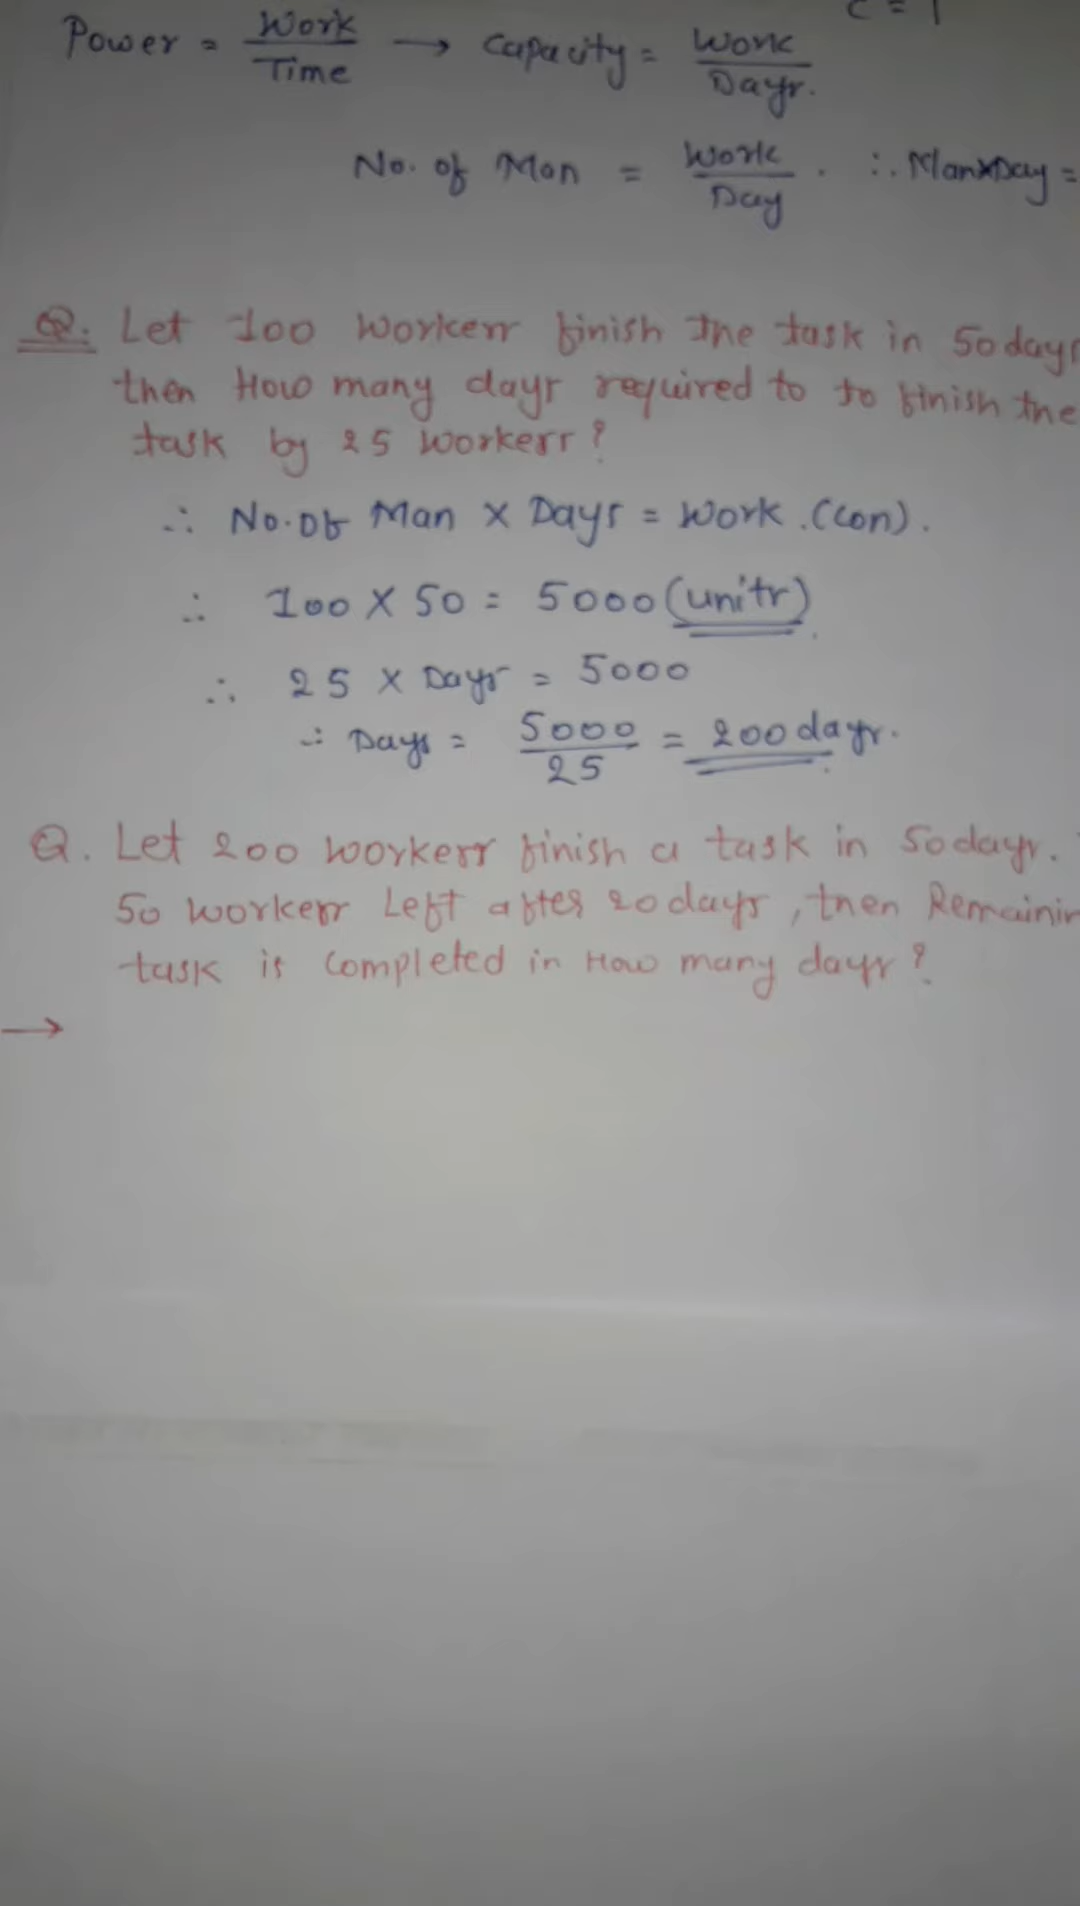 C = 1
Power = Work/Time → Capacity = Work/Days.
No. of Man = Work/Day. ∴ Man×Day =
Q. Let 100 workers finish the task in 50 days
then How many days required to to finish the
task by 25 workers?
∴ No. of Man × Days = Work. (Con).
∴ 100 × 50 = 5000 (units).
∴ 25 × Days = 5000
∴ Days = 5000/25 = 200 days.
Q. Let 200 workers finish a task in 50 days.
50 workers Left after 20 days, then Remainin
task is completed in How many days?
→